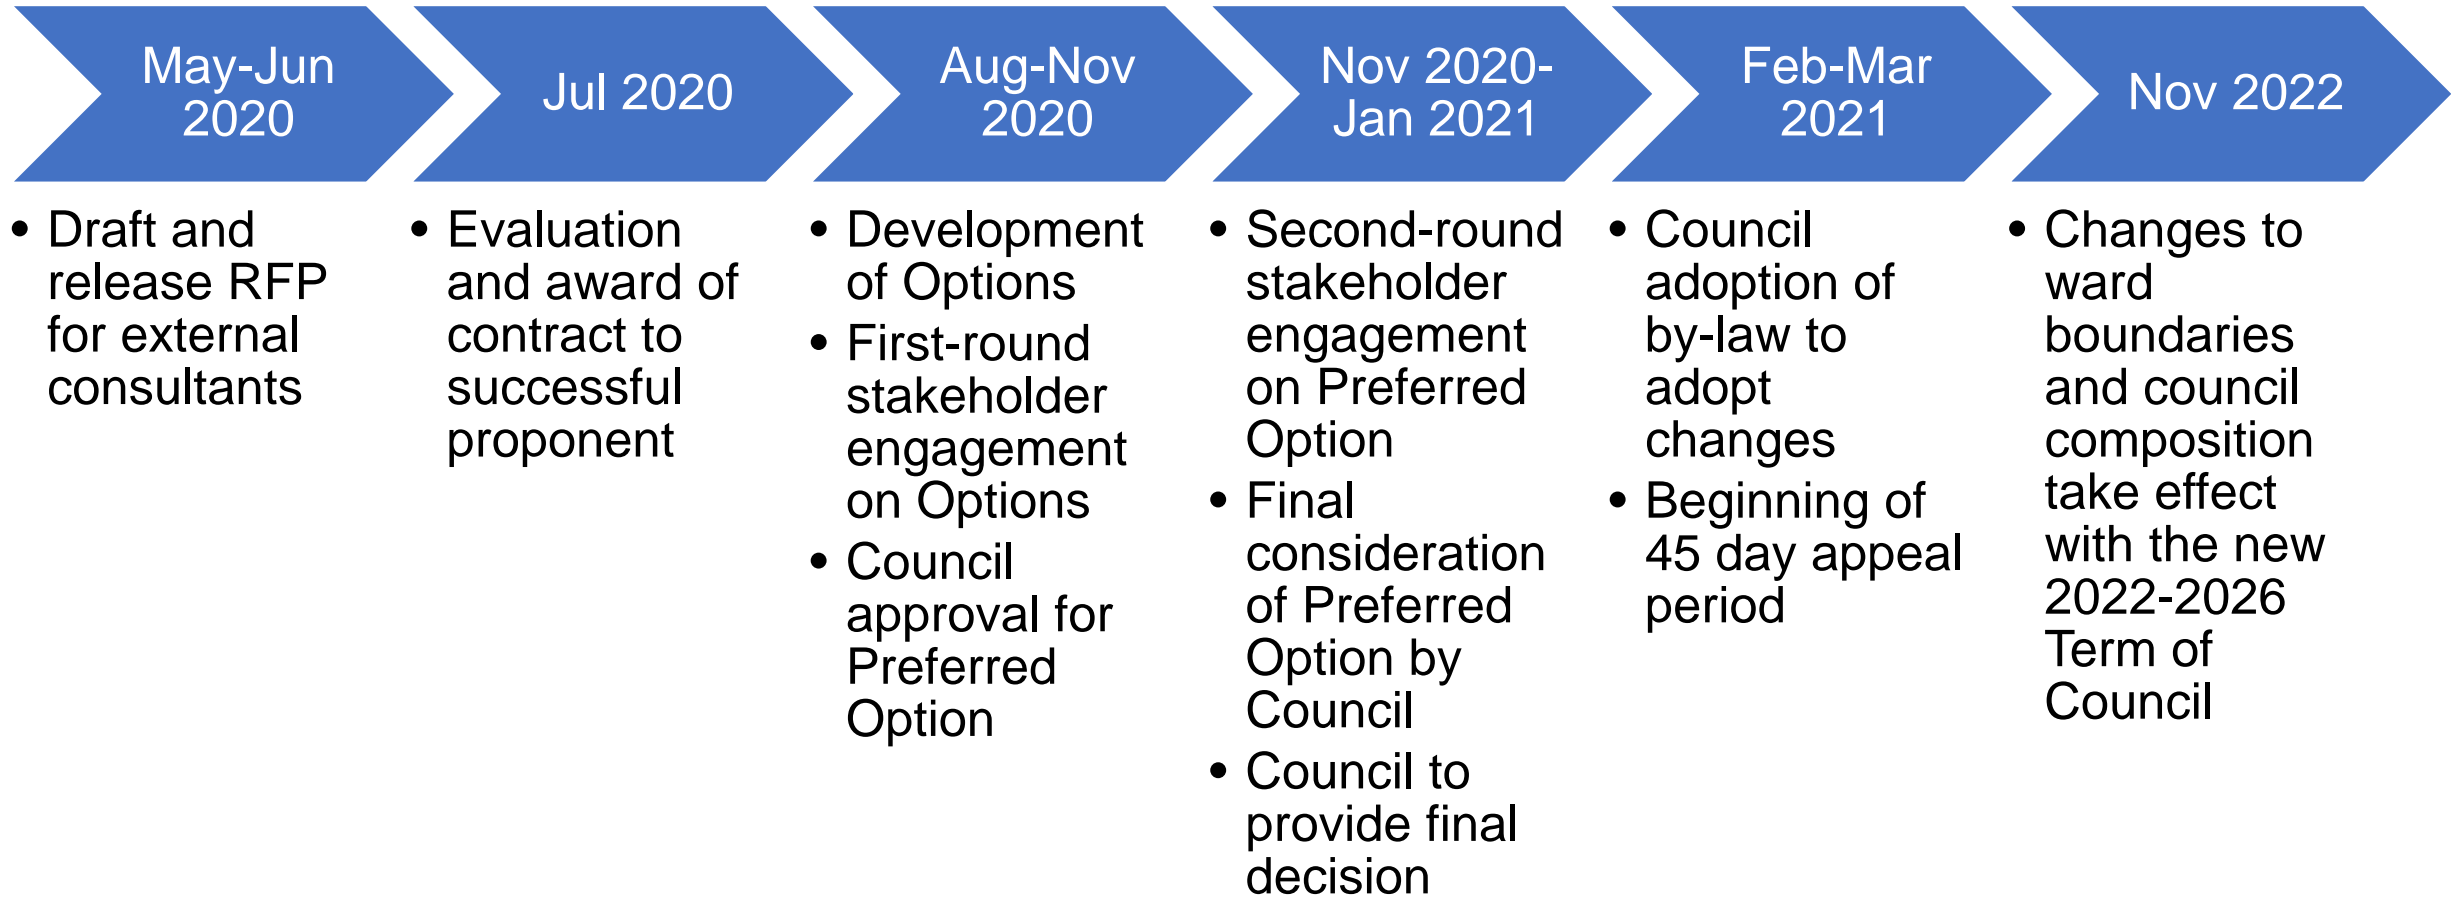 May-Jun
2020
• Draft and
release RFP
for external
consultants
Jul 2020
• Evaluation
and award of
contract to
successful
proponent
Aug-Nov
2020
• Development
of Options
• First-round
stakeholder
engagement
on Options
• Council
approval for
Preferred
Option
Nov 2020-
Jan 2021
• Second-round
stakeholder
engagement
on Preferred
Option
• Final
consideration
of Preferred
Option by
Council
• Council to
provide final
decision
Feb-Mar
2021
• Council
adoption of
by-law to
adopt
changes
• Beginning of
45 day appeal
period
Nov 2022
• Changes to
ward
boundaries
and council
composition
take effect
with the new
2022-2026
Term of
Council